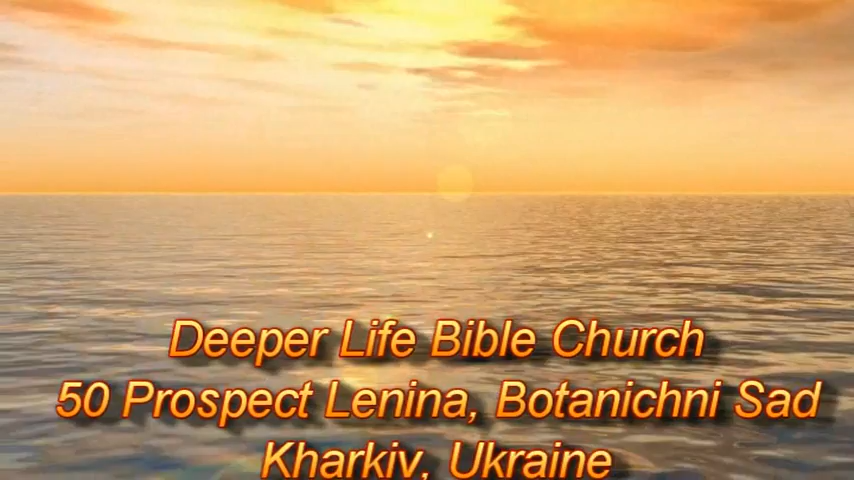 Deeper Life Bible Church
50 Prospect Lenina, Botanichni Sad
Kharkiv, Ukraine